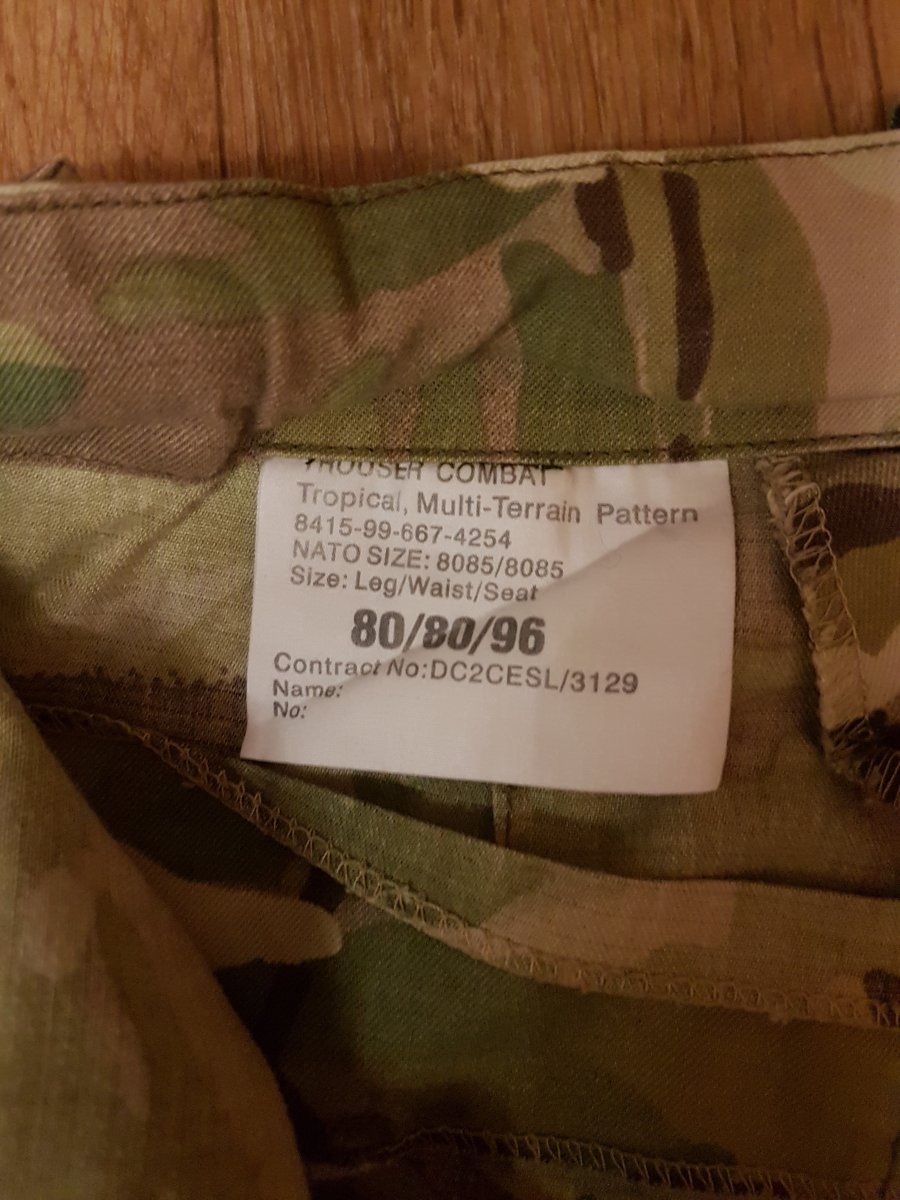 TROUSER COMBAT
Tropical, Multi-Terrain Pattern
8415-99-667-4254
NATO SIZE: 8085/8085
Size: Leg/Waist/Seat
80/80/96
Contract No:DC2CESL/3129
Name:
No: